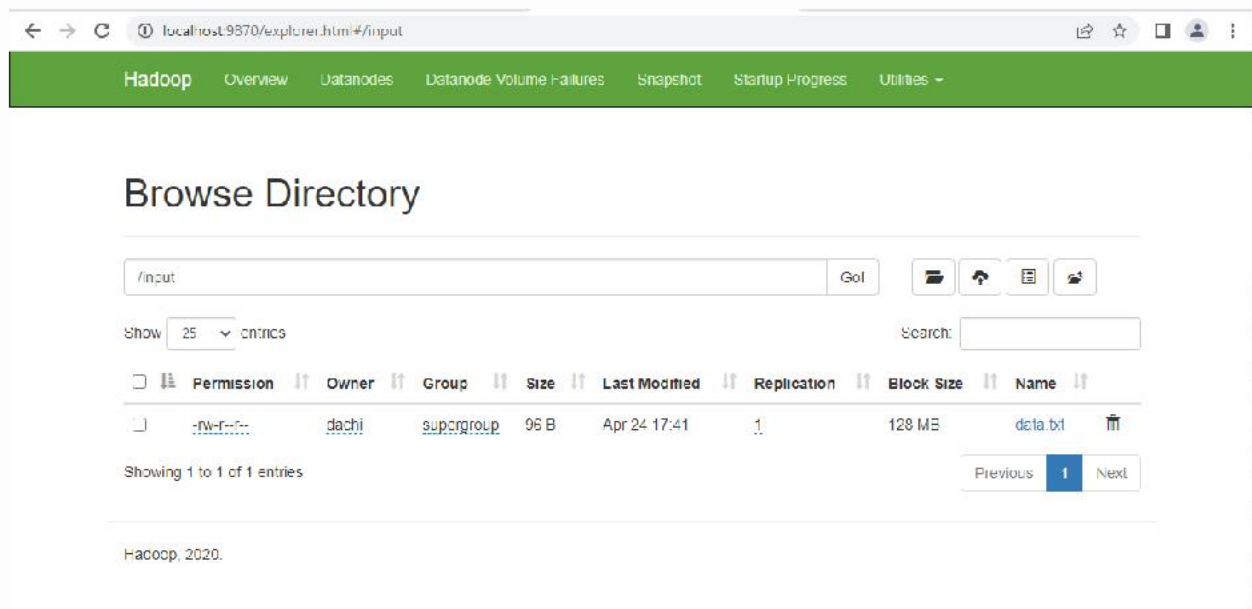 localhost:9870/explorer.html#/input
Hadoop Overview Datanodes Datanode Volume Failures Snapshot Startup Progress Utilities
Browse Directory
/input Go!
Show 25 entries Search:
Permission Owner Group Size Last Modified Replication Block Size Name
-rw-r--r-- dachi supergroup 96 B Apr 24 17:41 1 128 MB data.txt
Showing 1 to 1 of 1 entries Previous 1 Next
Hadoop, 2020.